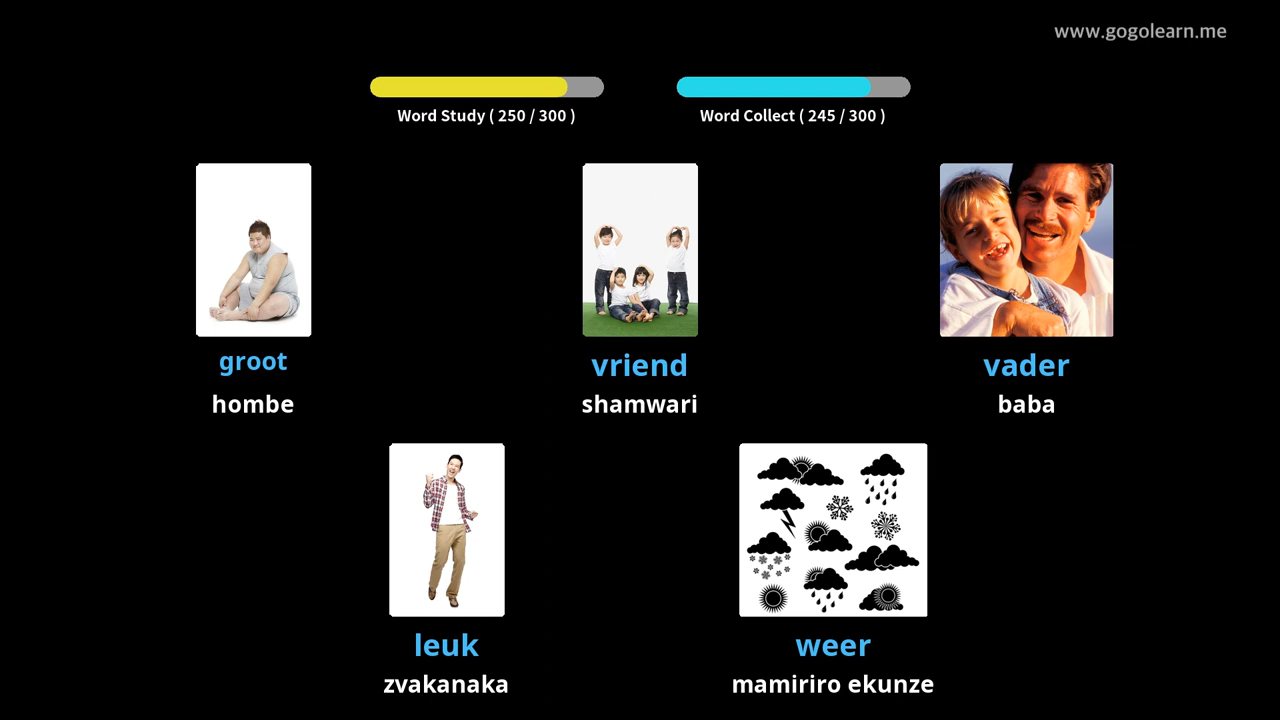 www.gogolearn.me
Word Study ( 250 / 300 )
Word Collect ( 245 / 300 )
groot
hombe
vriend
shamwari
vader
baba
leuk
zvakanaka
weer
mamiriro ekunze